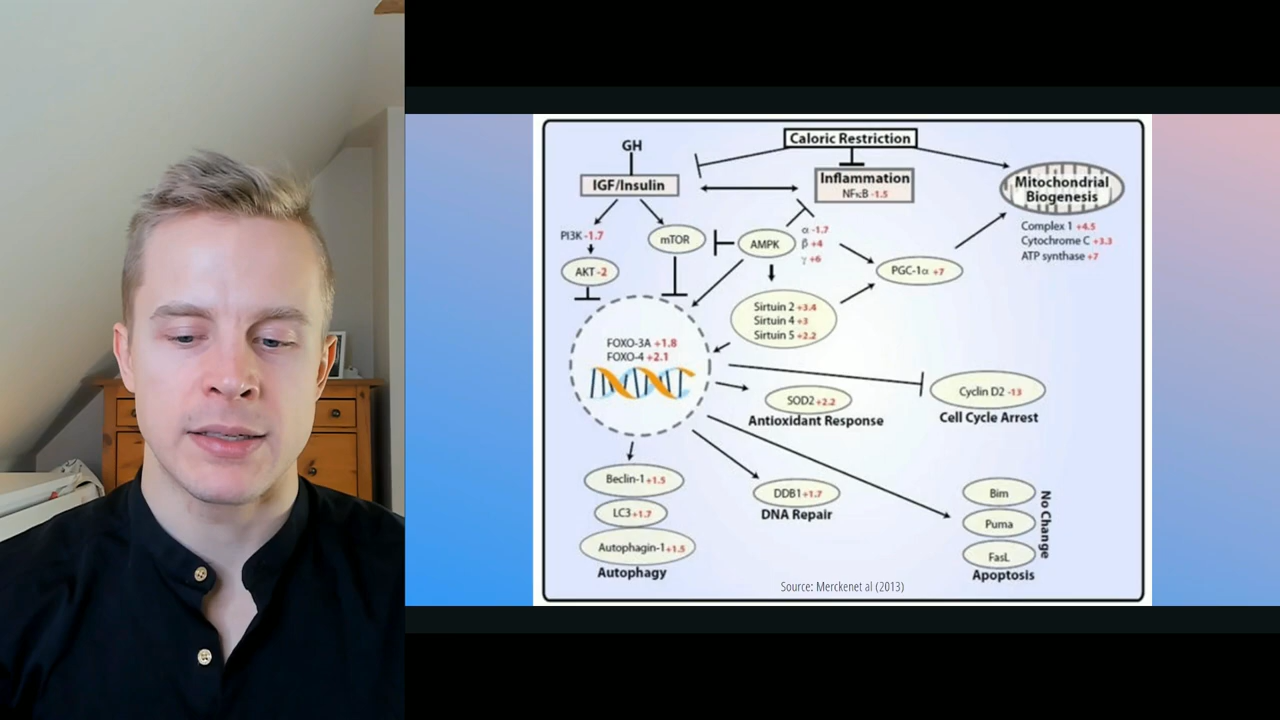 Caloric Restriction
GH
IGF/Insulin
Inflammation
NFκB -1.5
Mitochondrial
Biogenesis
Complex 1 +4.5
Cytochrome C +3.3
ATP synthase +7
PI3K -1.7
mTOR
AMPK
α -1.7
β +4
γ +6
AKT -2
PGC-1α +7
Sirtuin 2 +3.4
Sirtuin 4 +3
Sirtuin 5 +2.2
FOXO-3A +1.8
FOXO-4 +2.1
SOD2 +2.2
Antioxidant Response
Cyclin D2 -13
Cell Cycle Arrest
Beclin-1 +1.5
LC3 +1.7
Autophagin-1 +1.5
Autophagy
DDB1 +1.7
DNA Repair
Bim
Puma
FasL
No Change
Apoptosis
Source: Merckenet al (2013)